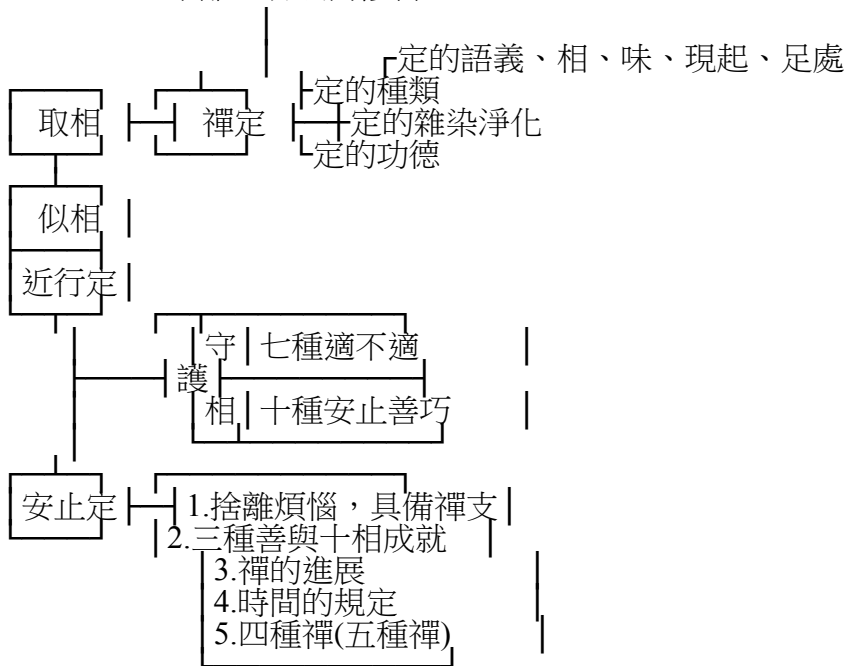 定的語義、相、味、現起、足處
定的種類
取相 禪定 定的雜染淨化
定的功德
似相
近行定
守 七種適不適
護
相 十種安止善巧
安止定 1.捨離煩惱,具備禪支
2.三種善與十相成就
3.禪的進展
4.時間的規定
5.四種禪(五種禪)